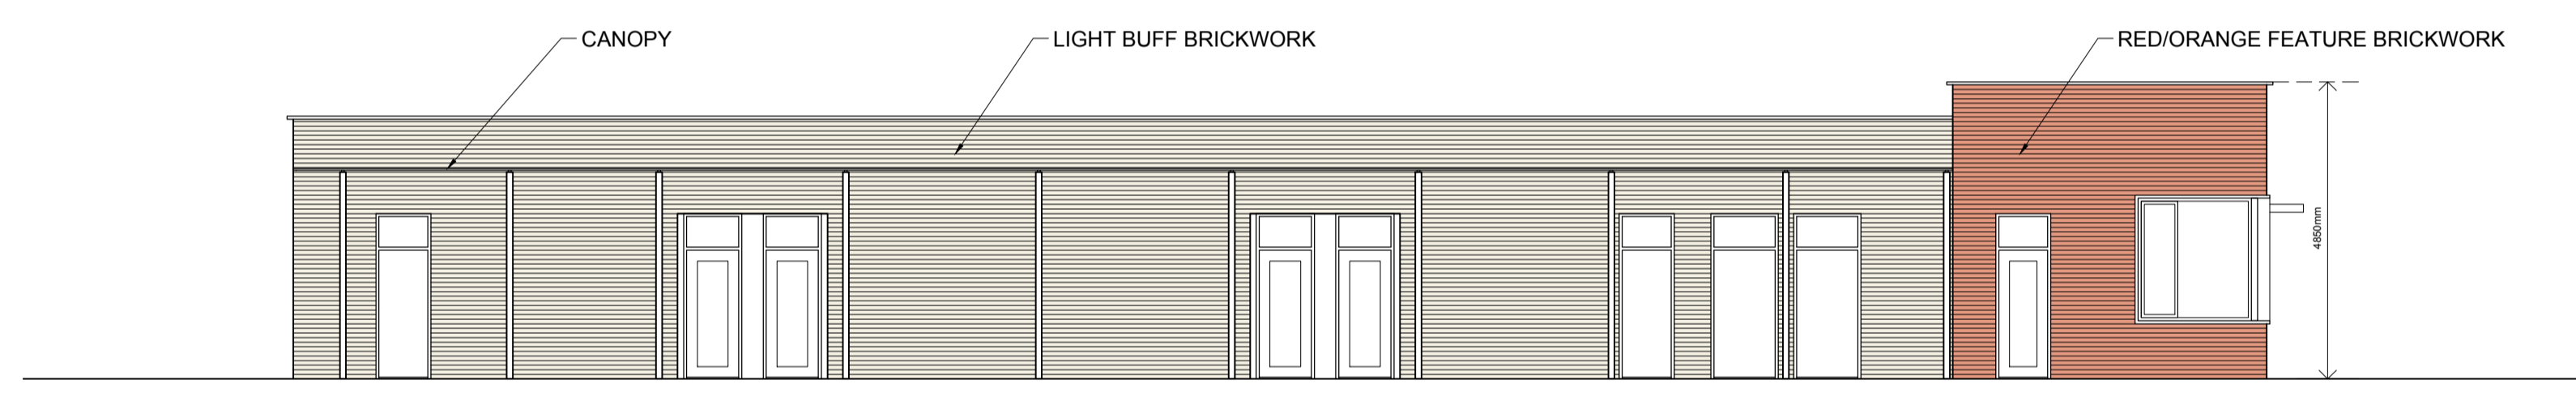 CANOPY
LIGHT BUFF BRICKWORK
RED/ORANGE FEATURE BRICKWORK
4850mm